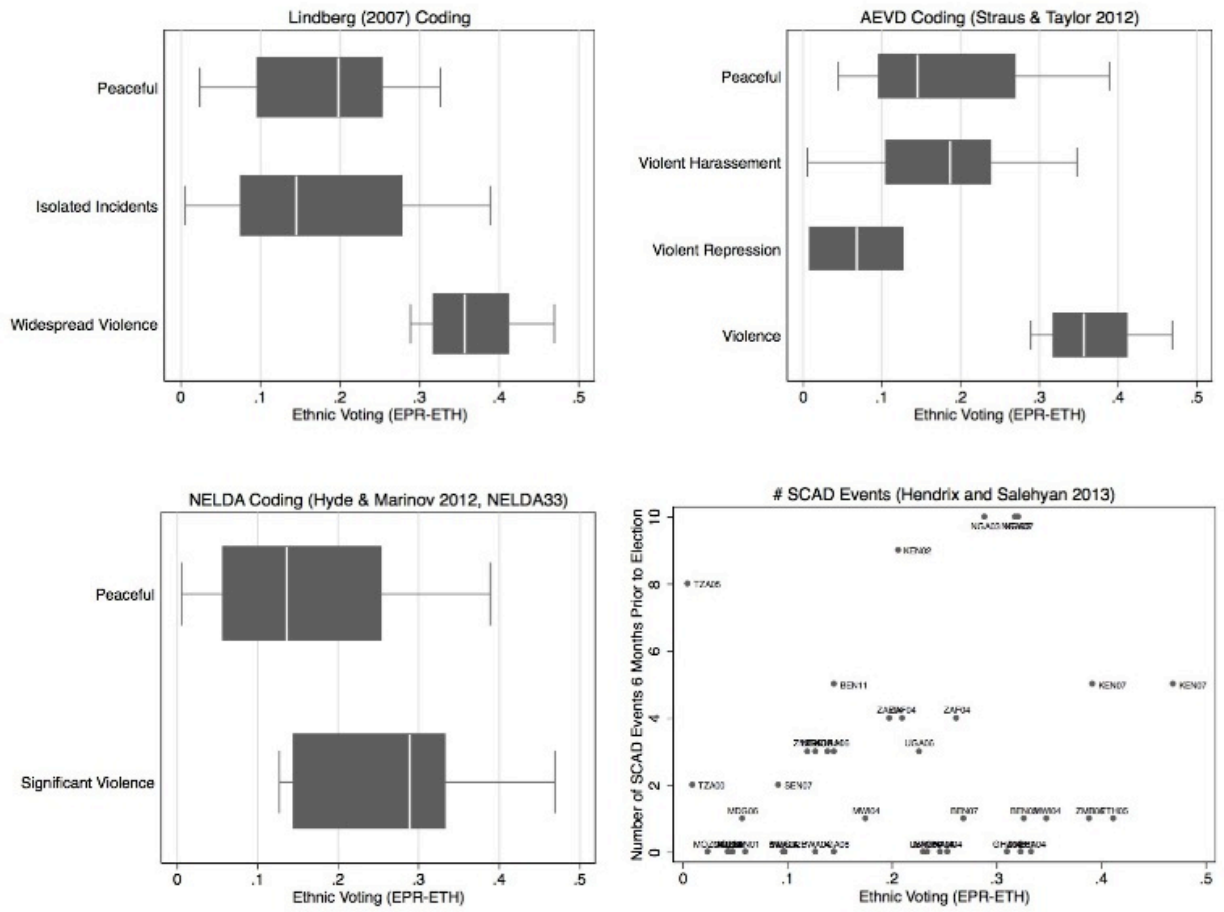 Lindberg (2007) Coding
Peaceful
Isolated Incidents
Widespread Violence
0 .1 .2 .3 .4 .5
Ethnic Voting (EPR-ETH)
AEVD Coding (Straus & Taylor 2012)
Peaceful
Violent Harassement
Violent Repression
Violence
0 .1 .2 .3 .4 .5
Ethnic Voting (EPR-ETH)
NELDA Coding (Hyde & Marinov 2012, NELDA33)
Peaceful
Significant Violence
0 .1 .2 .3 .4 .5
Ethnic Voting (EPR-ETH)
# SCAD Events (Hendrix and Salehyan 2013)
Number of SCAD Events 6 Months Prior to Election
10
8
6
4
2
0
NGA03
KEN02
TZA05
BEN11
KEN07
KEN07
ZAF04
UGA06
TZA00
SEN07
MDG06
MWI04
BEN07
MWI04
ETH05
0 .1 .2 .3 .4 .5
Ethnic Voting (EPR-ETH)